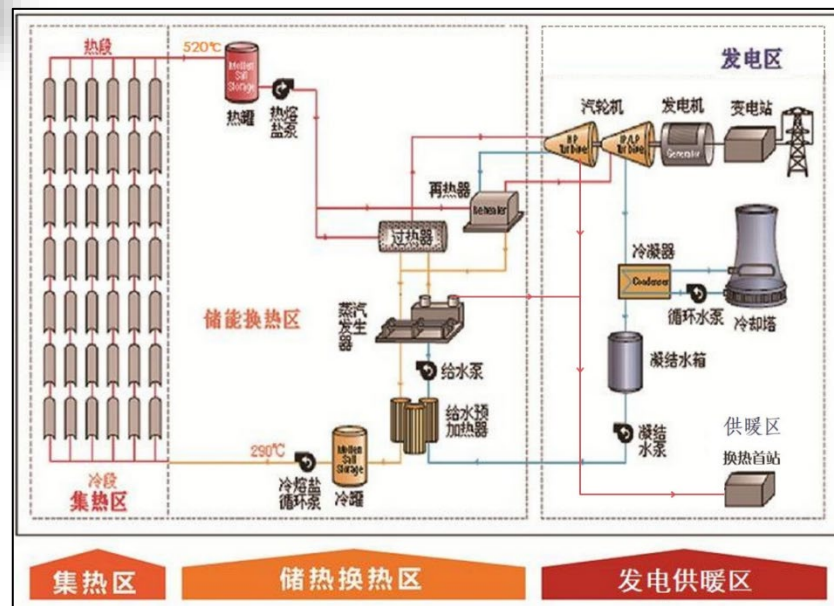 热段
520℃
Molten
Salt
Storage
热罐
热熔
盐泵
再热器
Reheater
过热器
储能换热区
蒸汽
发生
器
给水泵
给水预
加热器
290℃
冷熔盐
循环泵
Molten
Salt
Storage
冷罐
冷段
集热区
发电区
汽轮机
发电机
变电站
HP
Turbine
IP/LP
Turbine
Generator
冷凝器
Condenser
循环水泵
冷却塔
凝结水箱
凝结
水泵
供暖区
换热首站
集热区
储热换热区
发电供暖区